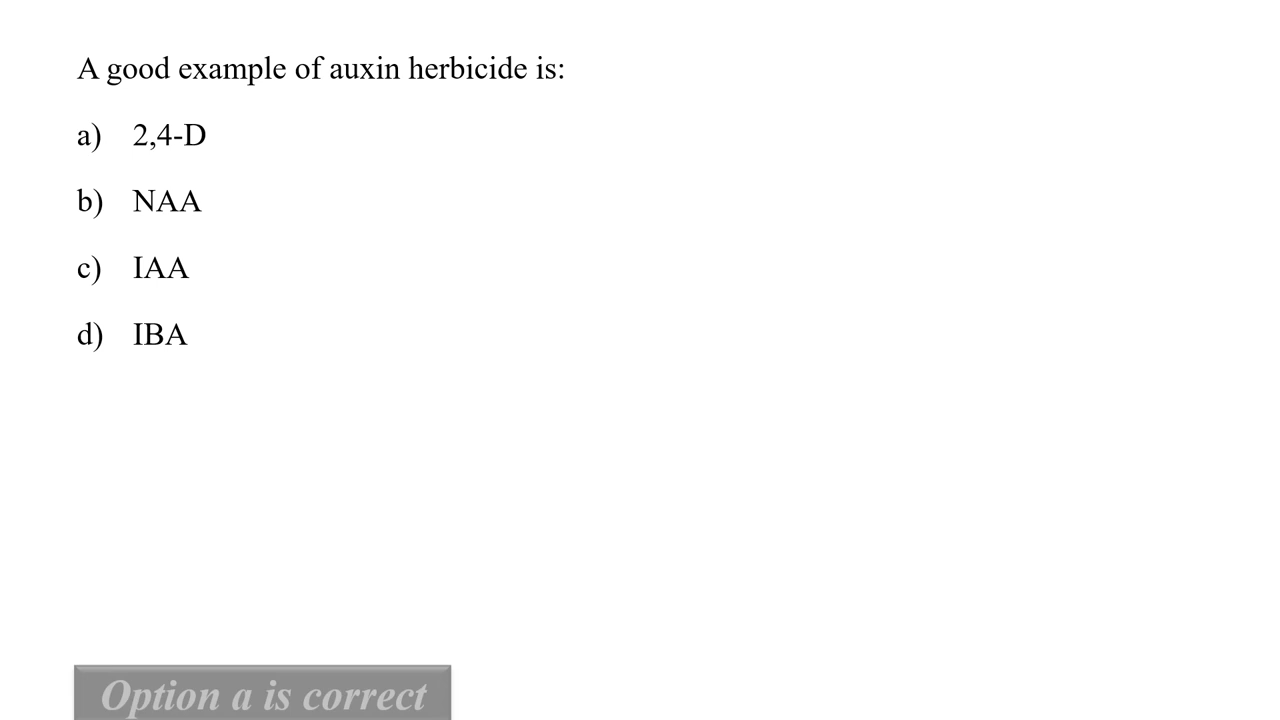 A good example of auxin herbicide is:
a) 2,4-D
b) NAA
c) IAA
d) IBA
Option a is correct